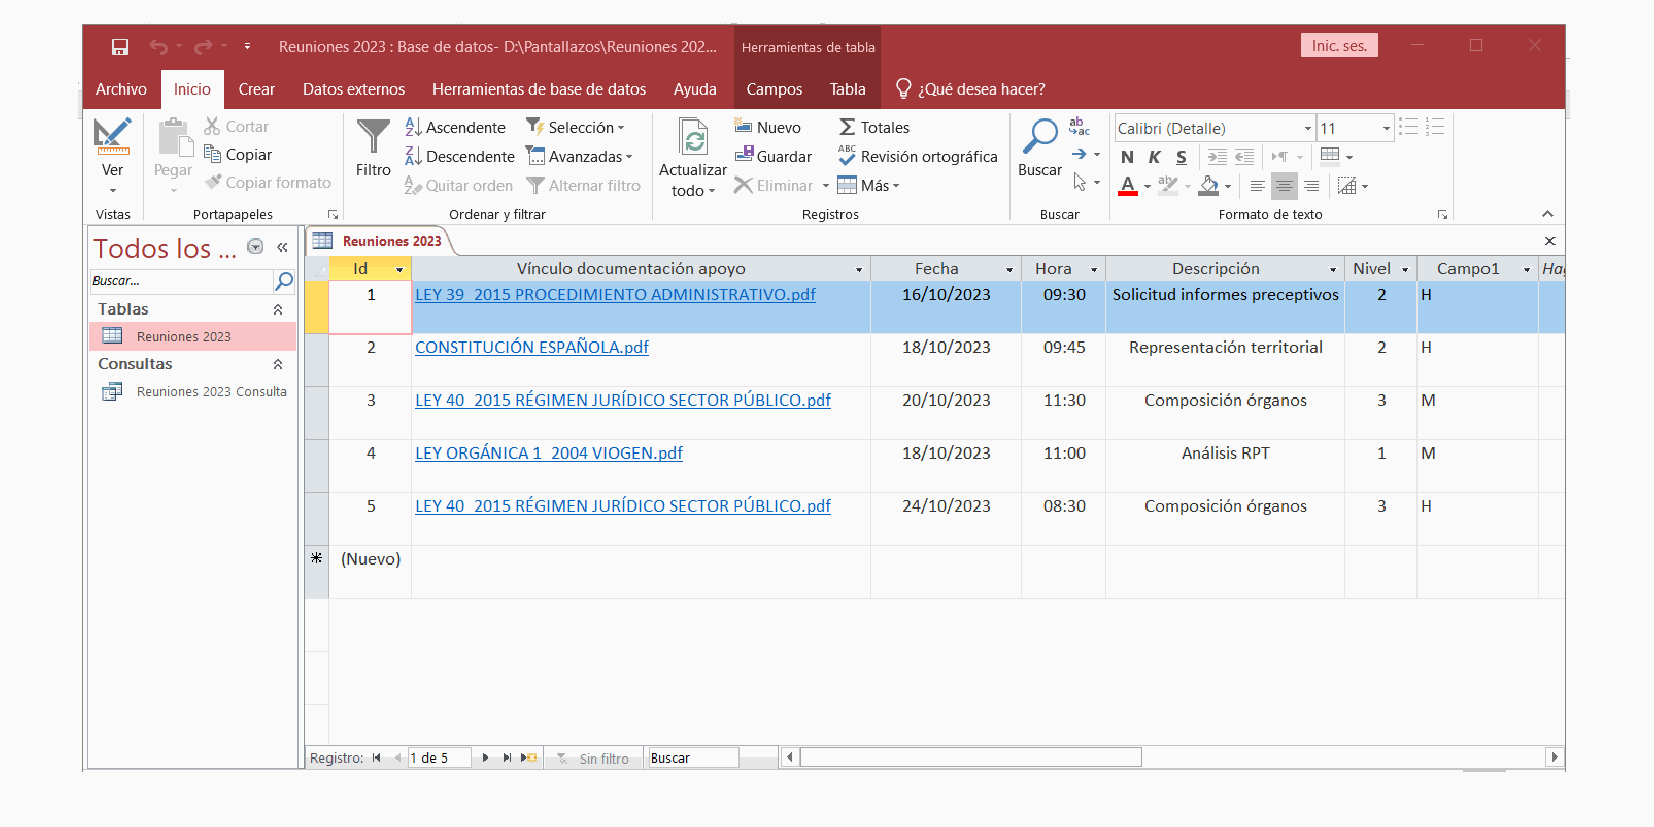 Reuniones 2023 : Base de datos- D:\Pantallazos\Reuniones 202...
Herramientas de tabla
Inic. ses.
Archivo Inicio Crear Datos externos Herramientas de base de datos Ayuda Campos Tabla ¿Qué desea hacer?
Ver
Vistas
Pegar
Cortar
Copiar
Copiar formato
Portapapeles
Filtro
Ascendente
Descendente
Quitar orden
Selección
Avanzadas
Alternar filtro
Ordenar y filtrar
Actualizar
todo
Nuevo
Guardar
Eliminar
Totales
Revisión ortográfica
Más
Registros
Buscar
Buscar
Calibri (Detalle) 11
N K S
Formato de texto
Todos los ...
Buscar...
Tablas
Reuniones 2023
Consultas
Reuniones 2023 Consulta
Reuniones 2023
Id Vínculo documentación apoyo Fecha Hora Descripción Nivel Campo1 Hag
1 LEY 39_2015 PROCEDIMIENTO ADMINISTRATIVO.pdf 16/10/2023 09:30 Solicitud informes preceptivos 2 H
2 CONSTITUCIÓN ESPAÑOLA.pdf 18/10/2023 09:45 Representación territorial 2 H
3 LEY 40_2015 RÉGIMEN JURÍDICO SECTOR PÚBLICO.pdf 20/10/2023 11:30 Composición órganos 3 M
4 LEY ORGÁNICA 1_2004 VIOGEN.pdf 18/10/2023 11:00 Análisis RPT 1 M
5 LEY 40_2015 RÉGIMEN JURÍDICO SECTOR PÚBLICO.pdf 24/10/2023 08:30 Composición órganos 3 H
(Nuevo)
Registro: 1 de 5 Sin filtro Buscar